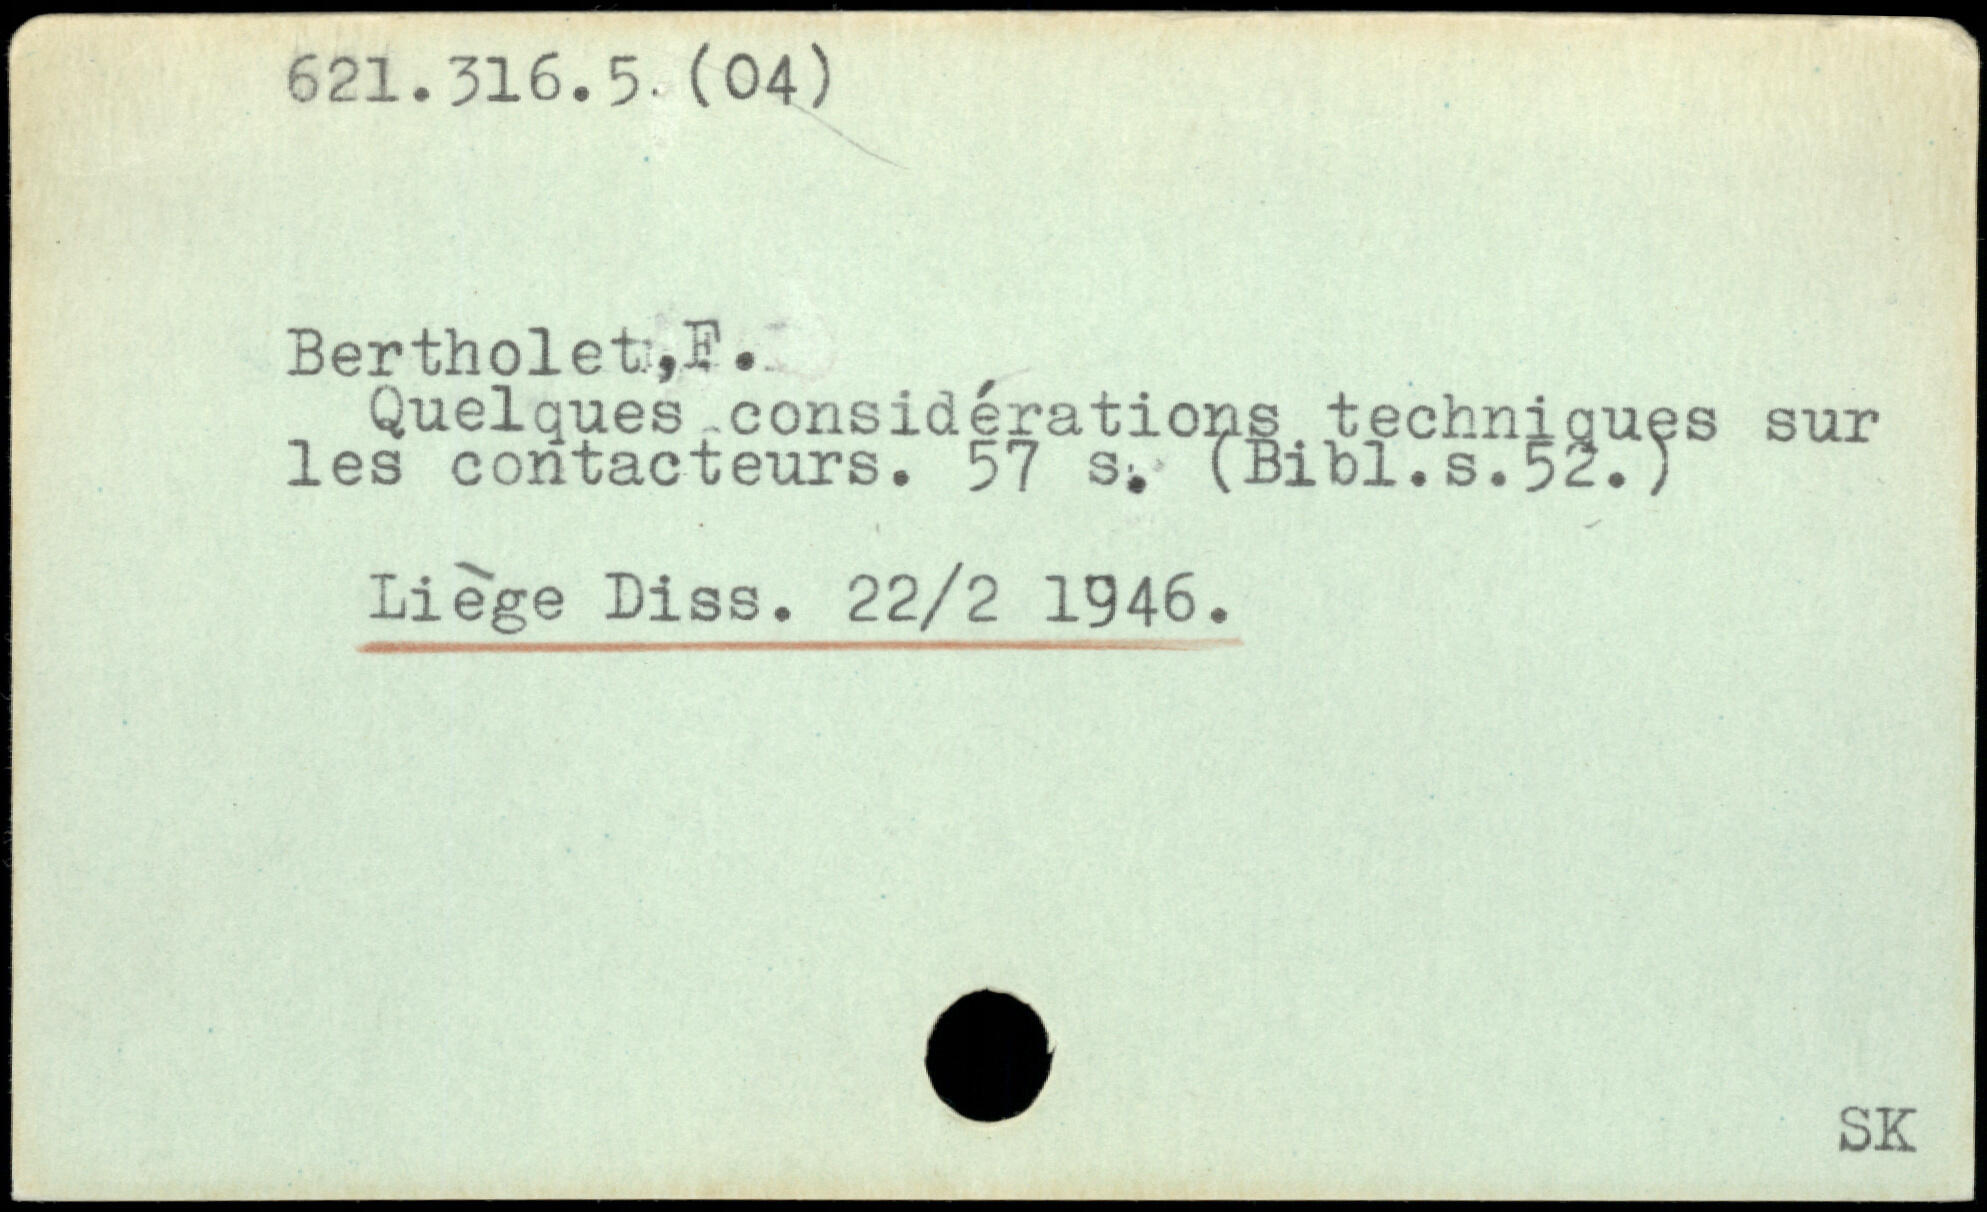 621.316.5.(04)
Bertholet,F.
Quelques considérations techniques sur
les contacteurs. 57 s. (Bibl.s.52.)
Liège Diss. 22/2 1946.
SK